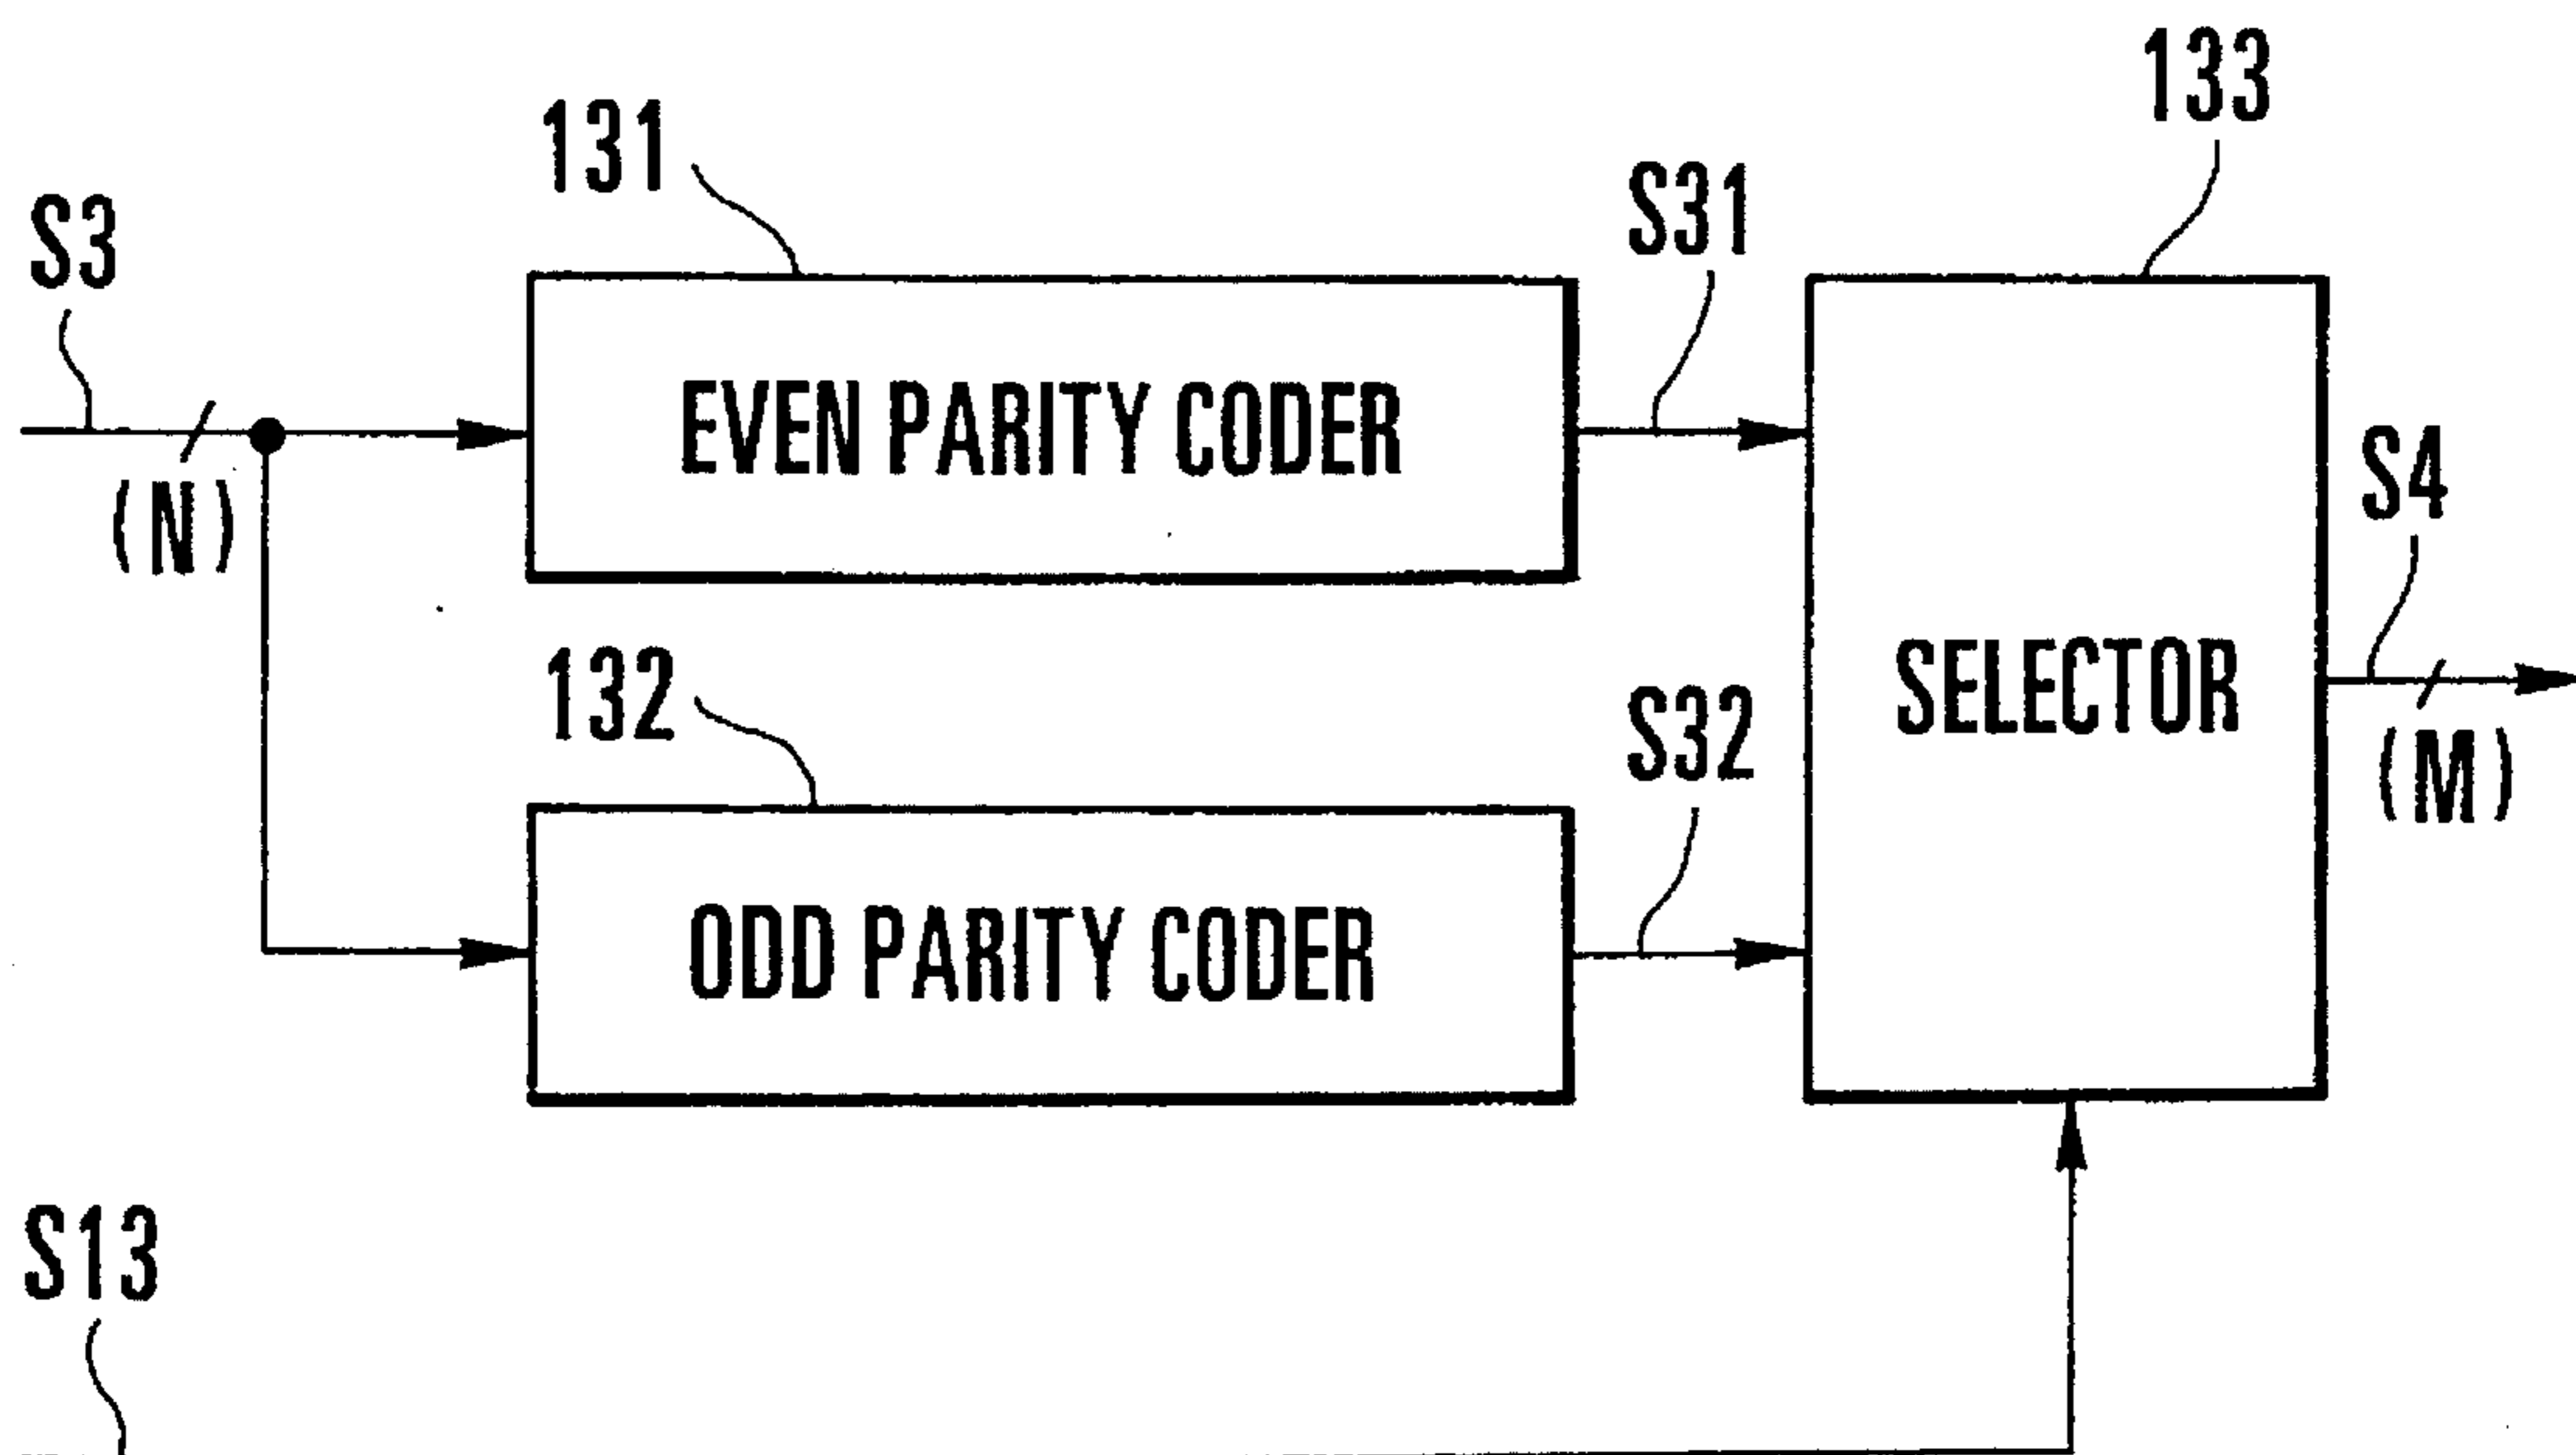 133
131
S31
S3
EVEN PARITY CODER
S4
(N)
132
SELECTOR
S32
(M)
ODD PARITY CODER
S13